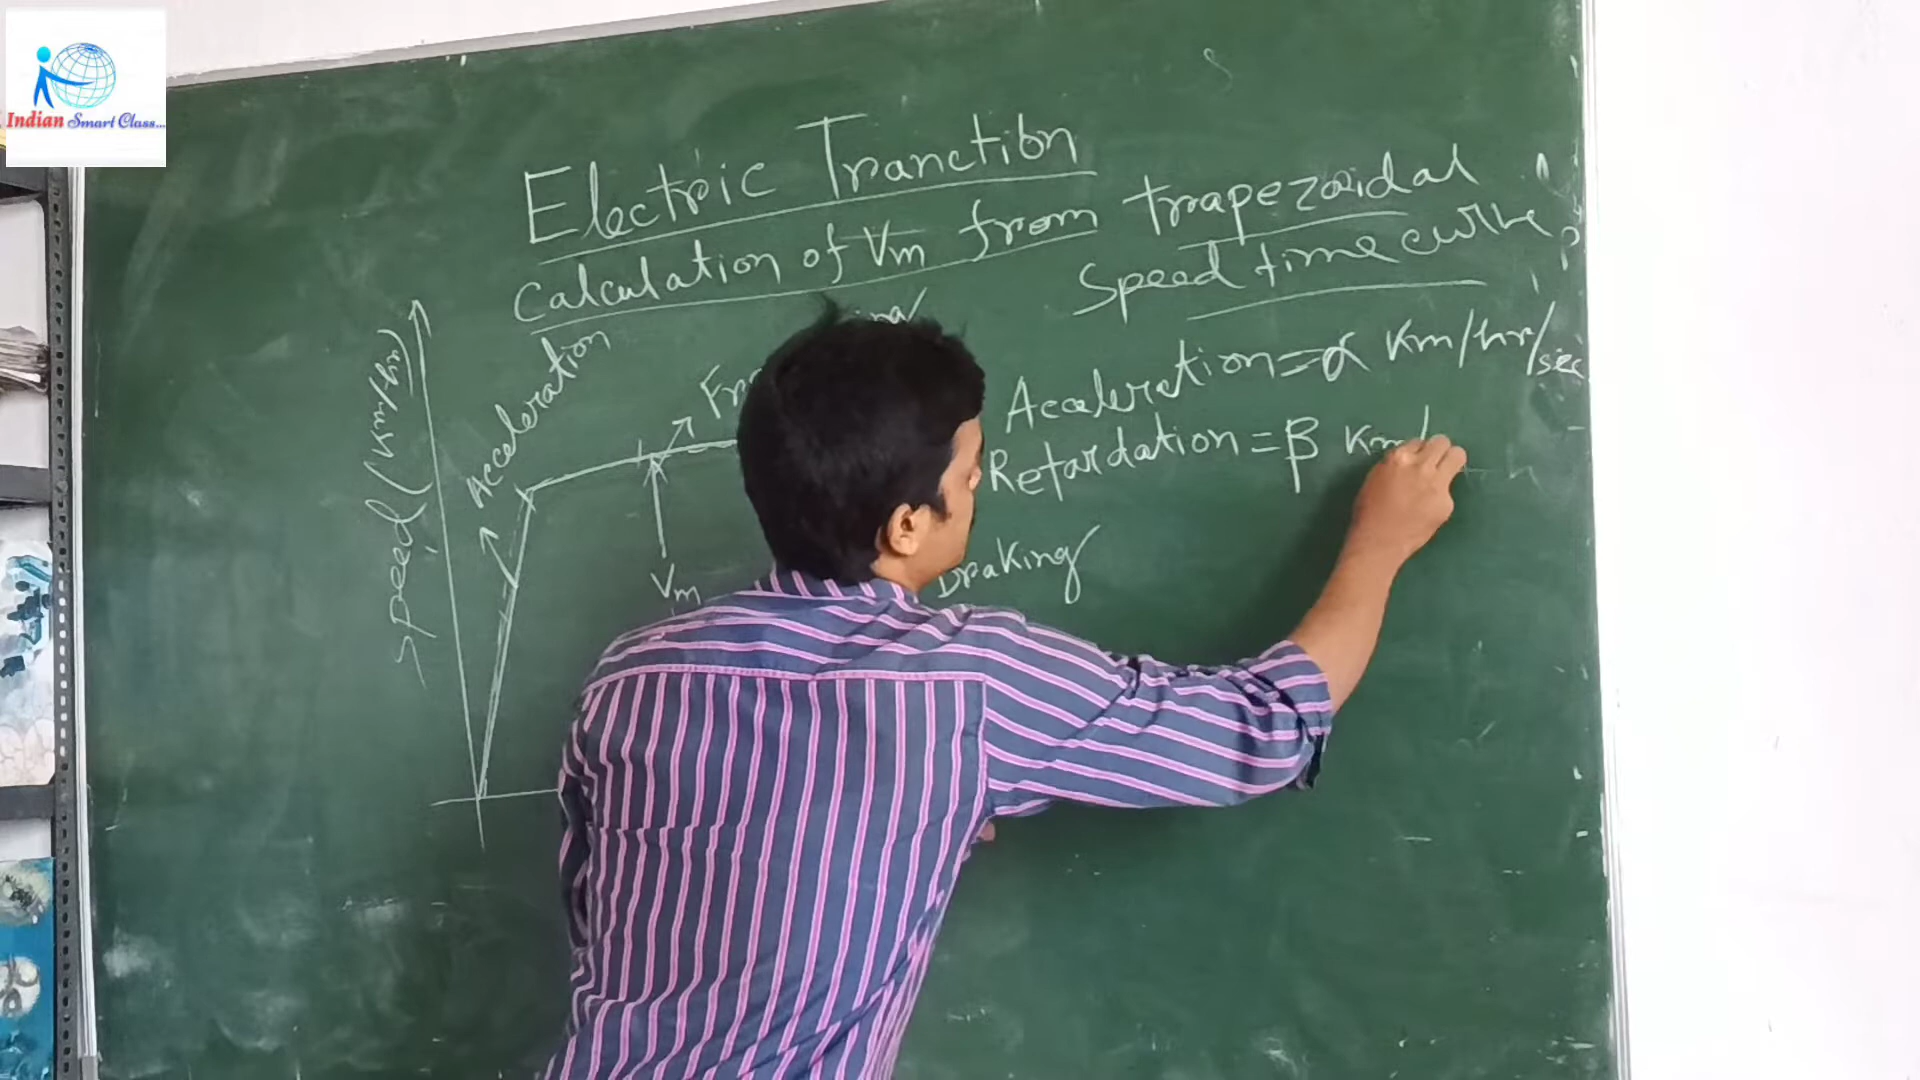 Indian Smart Class...
Electric Tranction
Calculation of Vm from trapezoidal
Speed time curve
Speed (Km/hr)
Acceleration
Acceleration = α Km/hr/sec
Retardation = β Km/
Vm
Braking